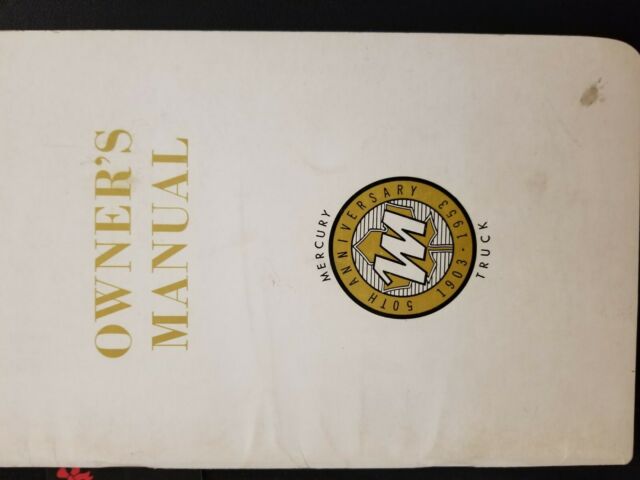 OWNER'S
MANUAL
MERCURY
50TH ANNIVERSARY
1903-1953
M
TRUCK